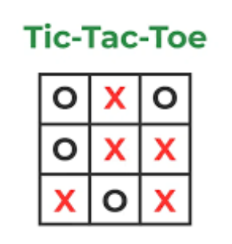 Tic-Tac-Toe
O X O
O X X
X O X